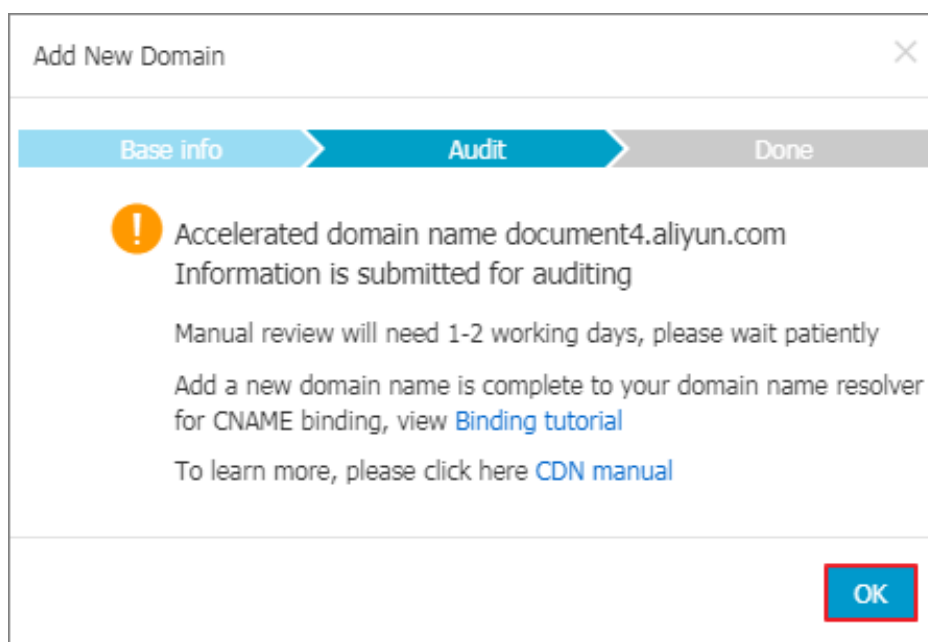 Add New Domain
Base info
Audit
Done
Accelerated domain name document4.aliyun.com
Information is submitted for auditing
Manual review will need 1-2 working days, please wait patiently
Add a new domain name is complete to your domain name resolver
for CNAME binding, view Binding tutorial
To learn more, please click here CDN manual
OK